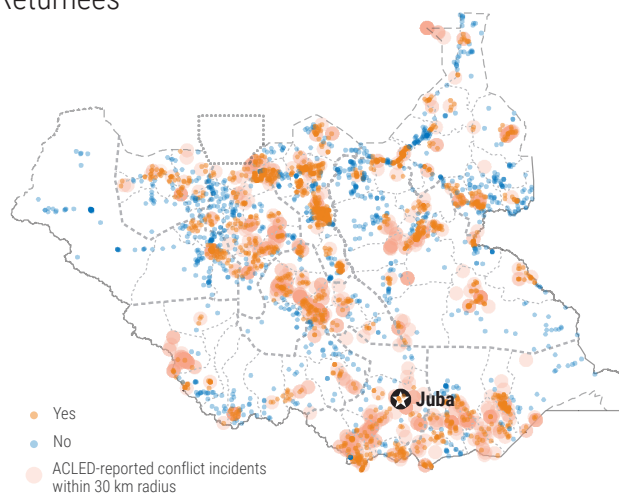 Returnees
Juba
Yes
No
ACLED-reported conflict incidents
within 30 km radius